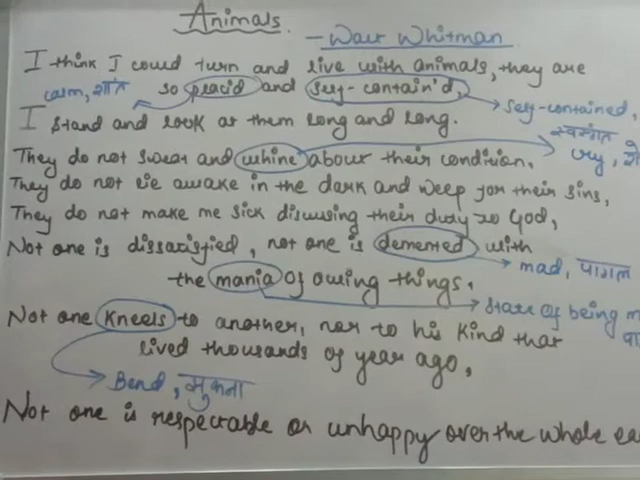 Animals.
- Walt Whitman
I think I could turn and live with animals, they are
so placid and self-contain'd,
calm, शांत
self-contained,
I stand and look at them long and long.
स्वसंतात
They do not sweat and whine about their condition.
cry,
They do not lie awake in the dark and weep for their sins,
They do not make me sick discussing their duty to God,
Not one is dissatisfied, not one is demented with
mad, पागल
the mania of owing things,
state of being
Not one kneels to another, nor to his kind that
lived thousands of year ago,
Bend, झुकना
Not one is respectable or unhappy over the whole